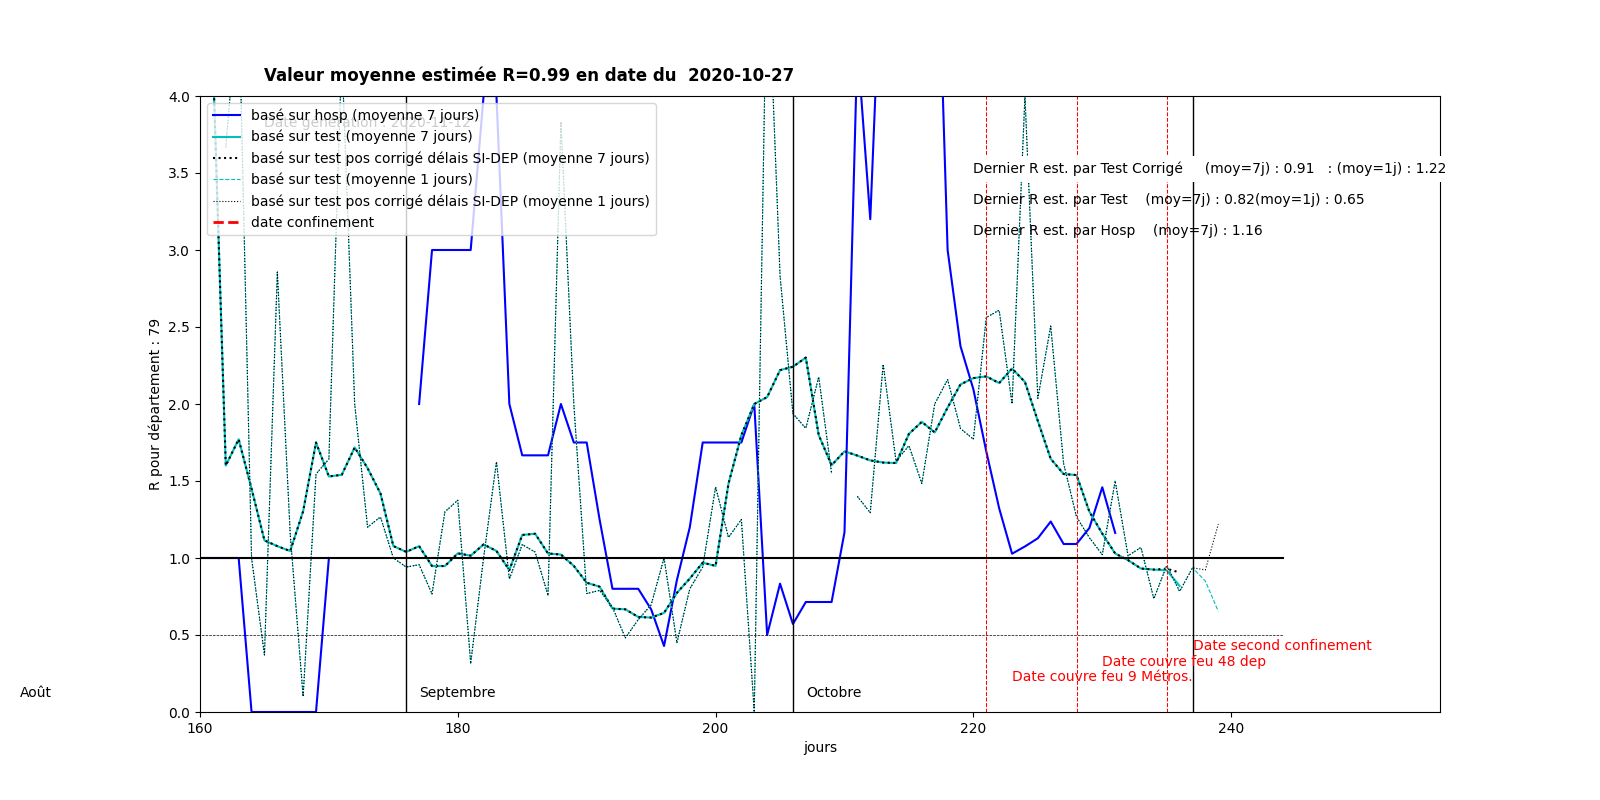 Valeur moyenne estimée R=0.99 en date du  2020-10-27
Date génération : 2020-11-12
basé sur hosp (moyenne 7 jours)
basé sur test (moyenne 7 jours)
basé sur test pos corrigé délais SI-DEP (moyenne 7 jours)
basé sur test (moyenne 1 jours)
basé sur test pos corrigé délais SI-DEP (moyenne 1 jours)
date confinement
Dernier R est. par Test Corrigé     (moy=7j) : 0.91   : (moy=1j) : 1.22
Dernier R est. par Test    (moy=7j) : 0.82(moy=1j) : 0.65
Dernier R est. par Hosp    (moy=7j) : 1.16
4.0
3.5
3.0
2.5
2.0
1.5
1.0
0.5
0.0
R pour département : 79
Date second confinement
Date couvre feu 48 dep
Date couvre feu 9 Métros.
Août
Septembre
Octobre
160
180
200
220
240
jours